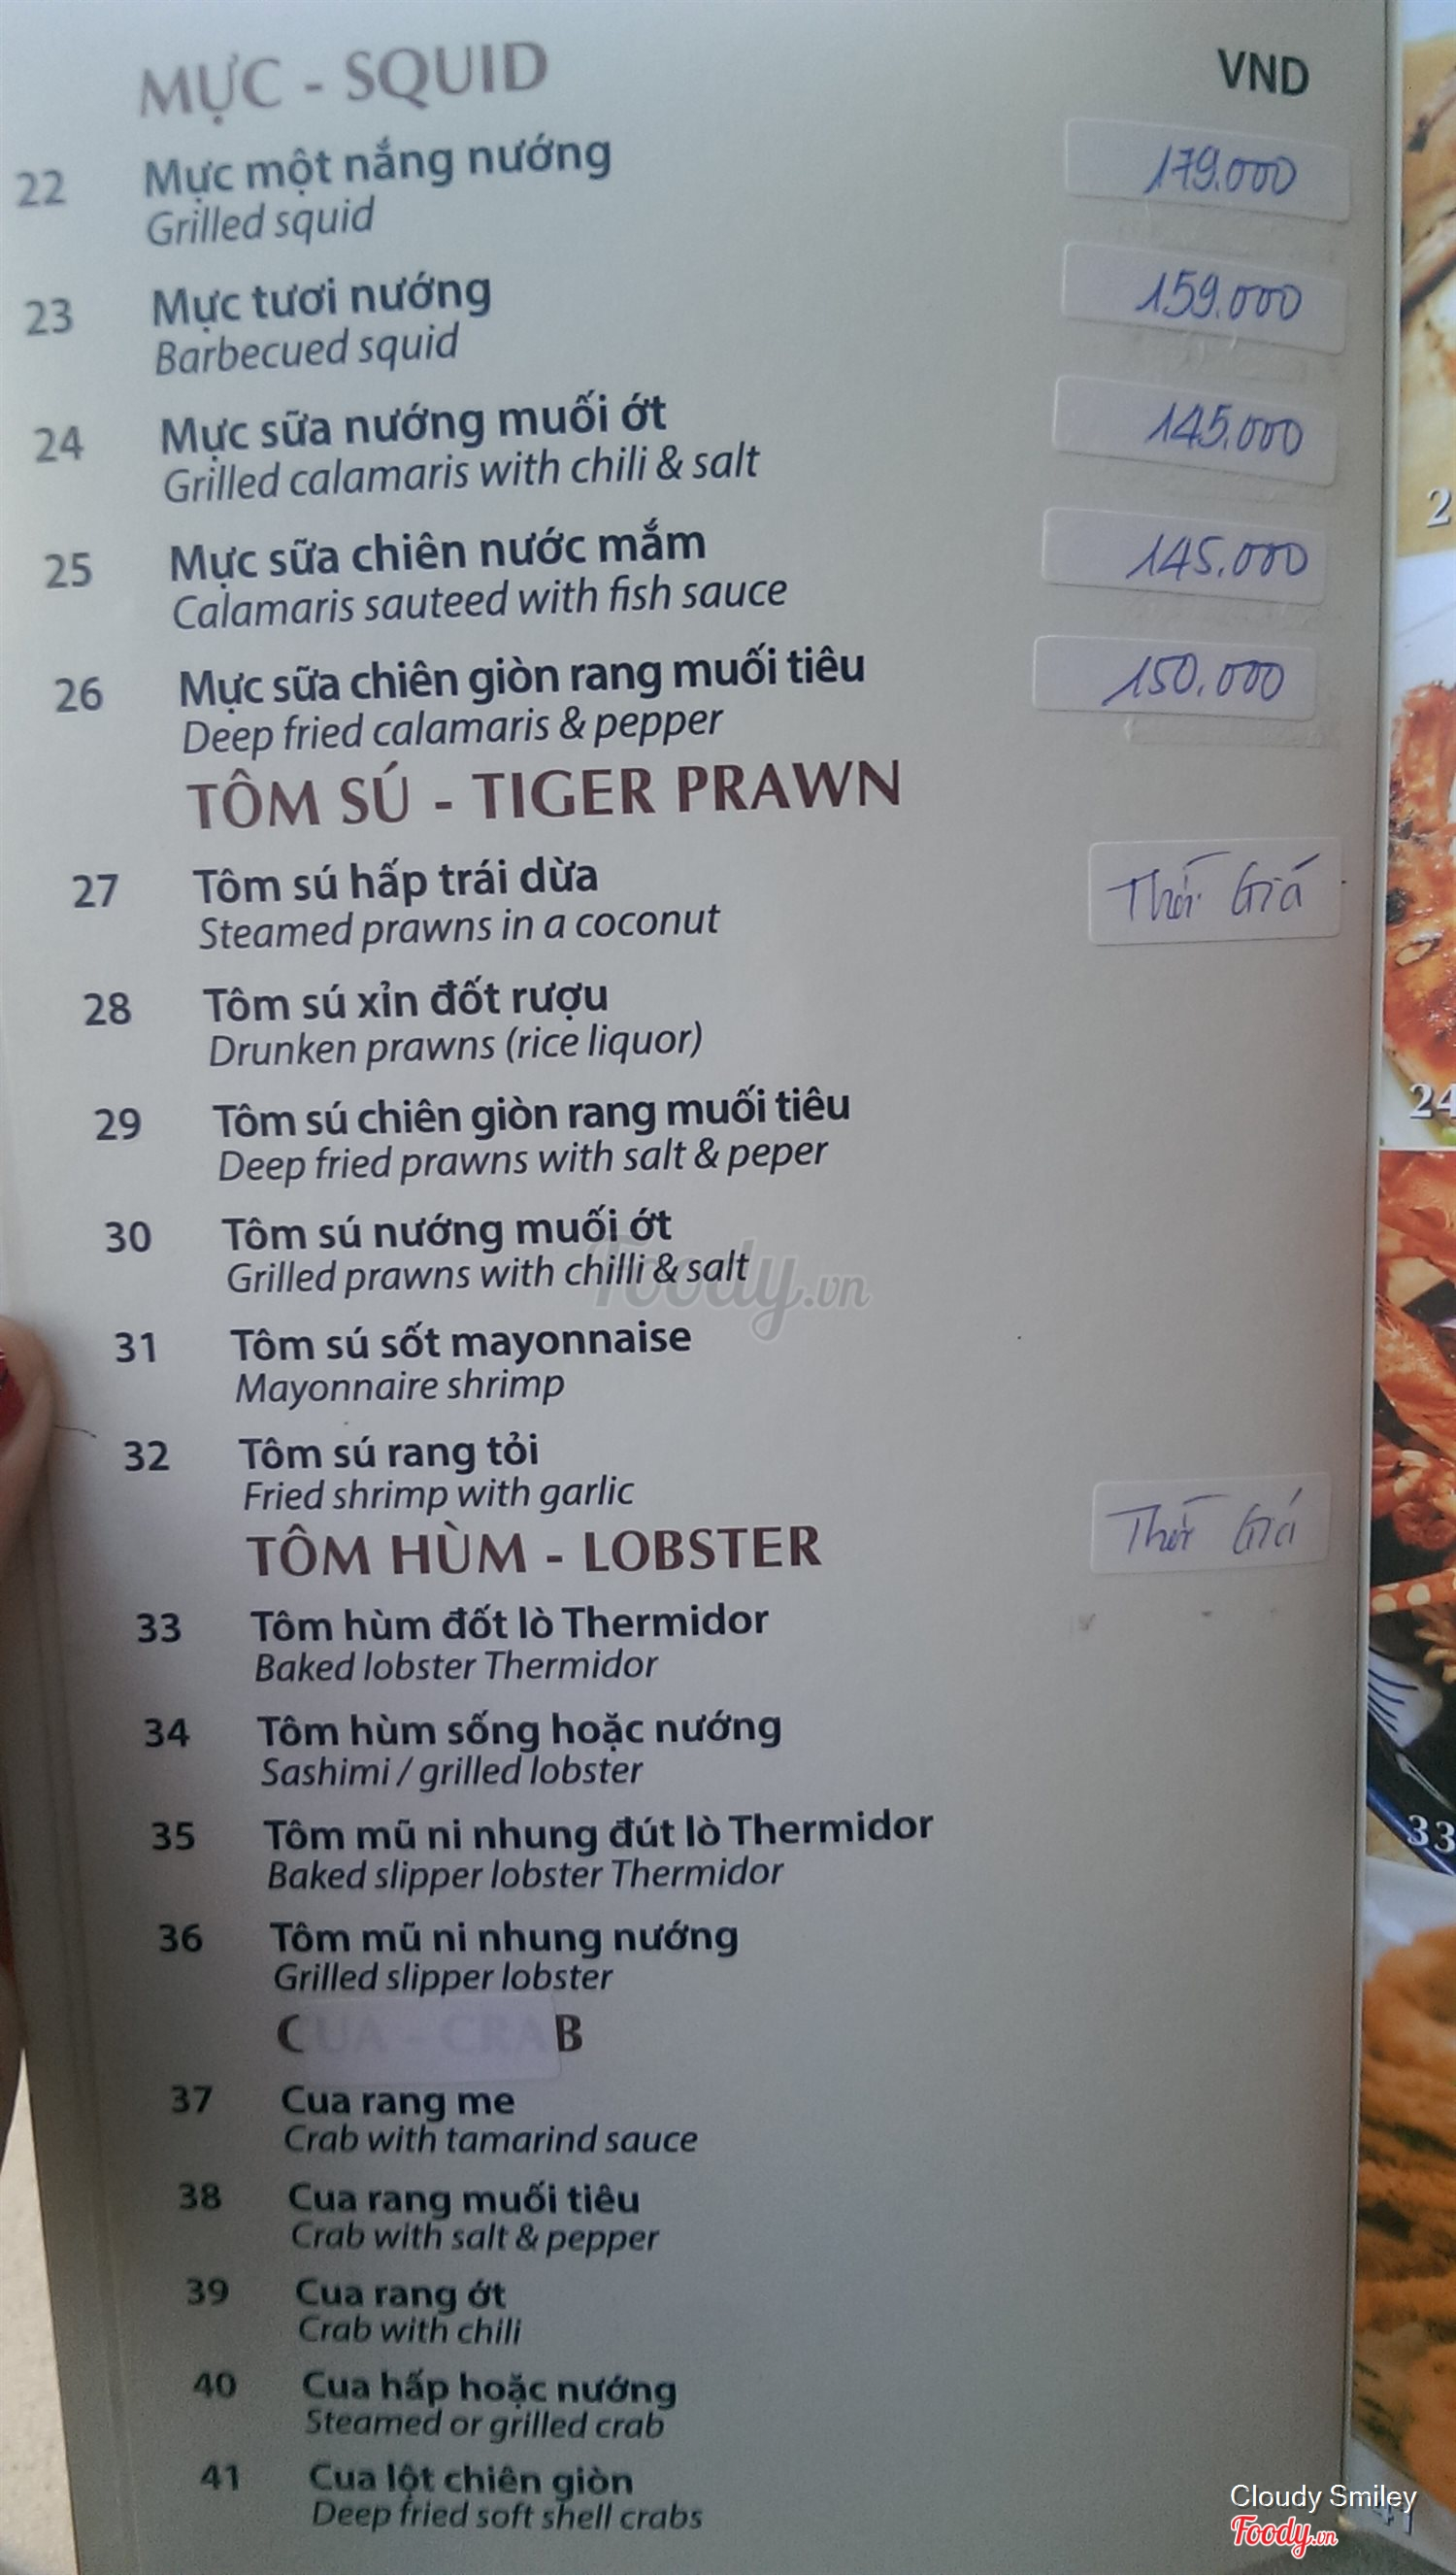 MỰC - SQUID
VND
22 Mực một nắng nướng 179.000
Grilled squid
23 Mực tươi nướng 159.000
Barbecued squid
24 Mực sữa nướng muối ớt 145.000
Grilled calamaris with chili & salt
25 Mực sữa chiên nước mắm 145.000
Calamaris sauteed with fish sauce
26 Mực sữa chiên giòn rang muối tiêu 150.000
Deep fried calamaris & pepper
TÔM SÚ - TIGER PRAWN
27 Tôm sú hấp trái dừa Thời Giá
Steamed prawns in a coconut
28 Tôm sú xỉn đốt rượu
Drunken prawns (rice liquor)
29 Tôm sú chiên giòn rang muối tiêu
Deep fried prawns with salt & peper
30 Tôm sú nướng muối ớt
Grilled prawns with chilli & salt
Foody.vn
31 Tôm sú sốt mayonnaise
Mayonnaire shrimp
32 Tôm sú rang tỏi
Fried shrimp with garlic
TÔM HÙM - LOBSTER Thời Giá
33 Tôm hùm đốt lò Thermidor
Baked lobster Thermidor
34 Tôm hùm sống hoặc nướng
Sashimi / grilled lobster
35 Tôm mũ ni nhung đút lò Thermidor
Baked slipper lobster Thermidor
36 Tôm mũ ni nhung nướng
Grilled slipper lobster
CUA - CRAB
37 Cua rang me
Crab with tamarind sauce
38 Cua rang muối tiêu
Crab with salt & pepper
39 Cua rang ớt
Crab with chili
40 Cua hấp hoặc nướng
Steamed or grilled crab
41 Cua lột chiên giòn
Deep fried soft shell crabs
2
24
33
41
Cloudy Smiley
Foody.vn